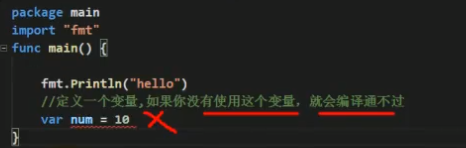 package main
import "fmt"
func main() {
fmt.Println("hello")
//定义一个变量,如果你没有使用这个变量，就会编译通不过
var num = 10
}